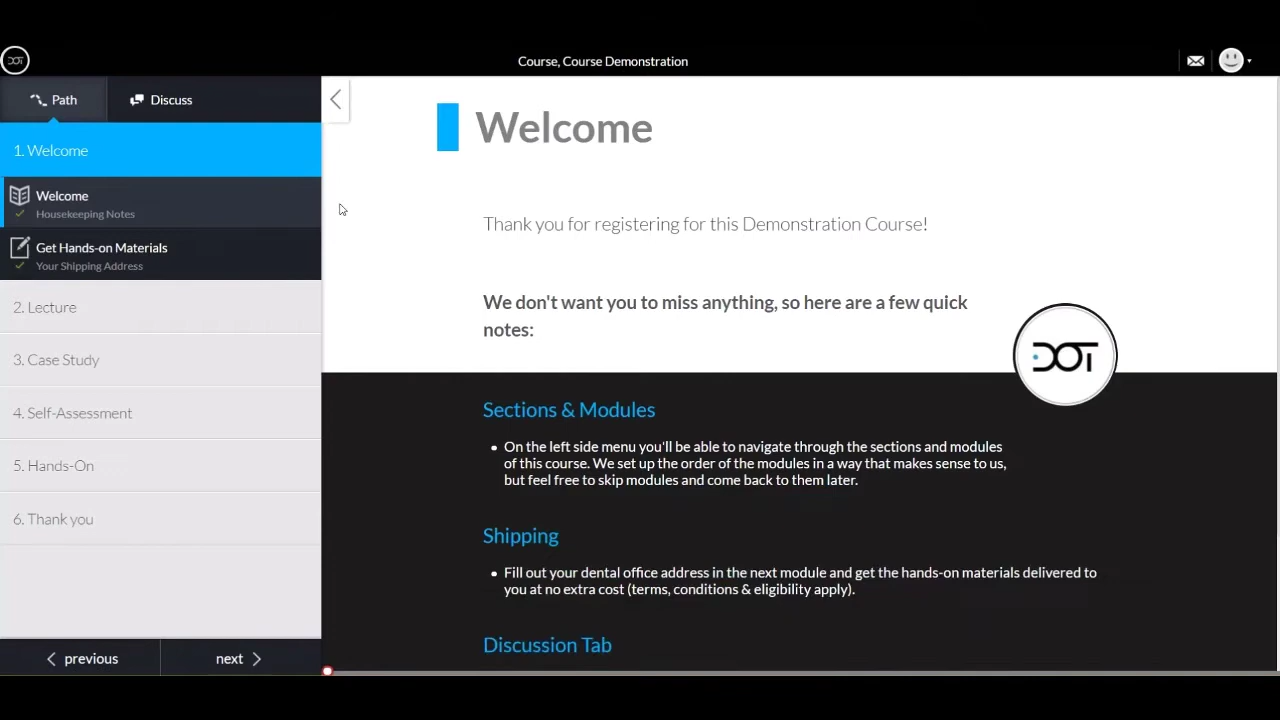 DOT
Course, Course Demonstration
Path
Discuss
1. Welcome
Welcome
Housekeeping Notes
Get Hands-on Materials
Your Shipping Address
2. Lecture
3. Case Study
4. Self-Assessment
5. Hands-On
6. Thank you
previous
next
Welcome
Thank you for registering for this Demonstration Course!
We don't want you to miss anything, so here are a few quick
notes:
DOT
Sections & Modules
On the left side menu you'll be able to navigate through the sections and modules
of this course. We set up the order of the modules in a way that makes sense to us,
but feel free to skip modules and come back to them later.
Shipping
Fill out your dental office address in the next module and get the hands-on materials delivered to
you at no extra cost (terms, conditions & eligibility apply).
Discussion Tab